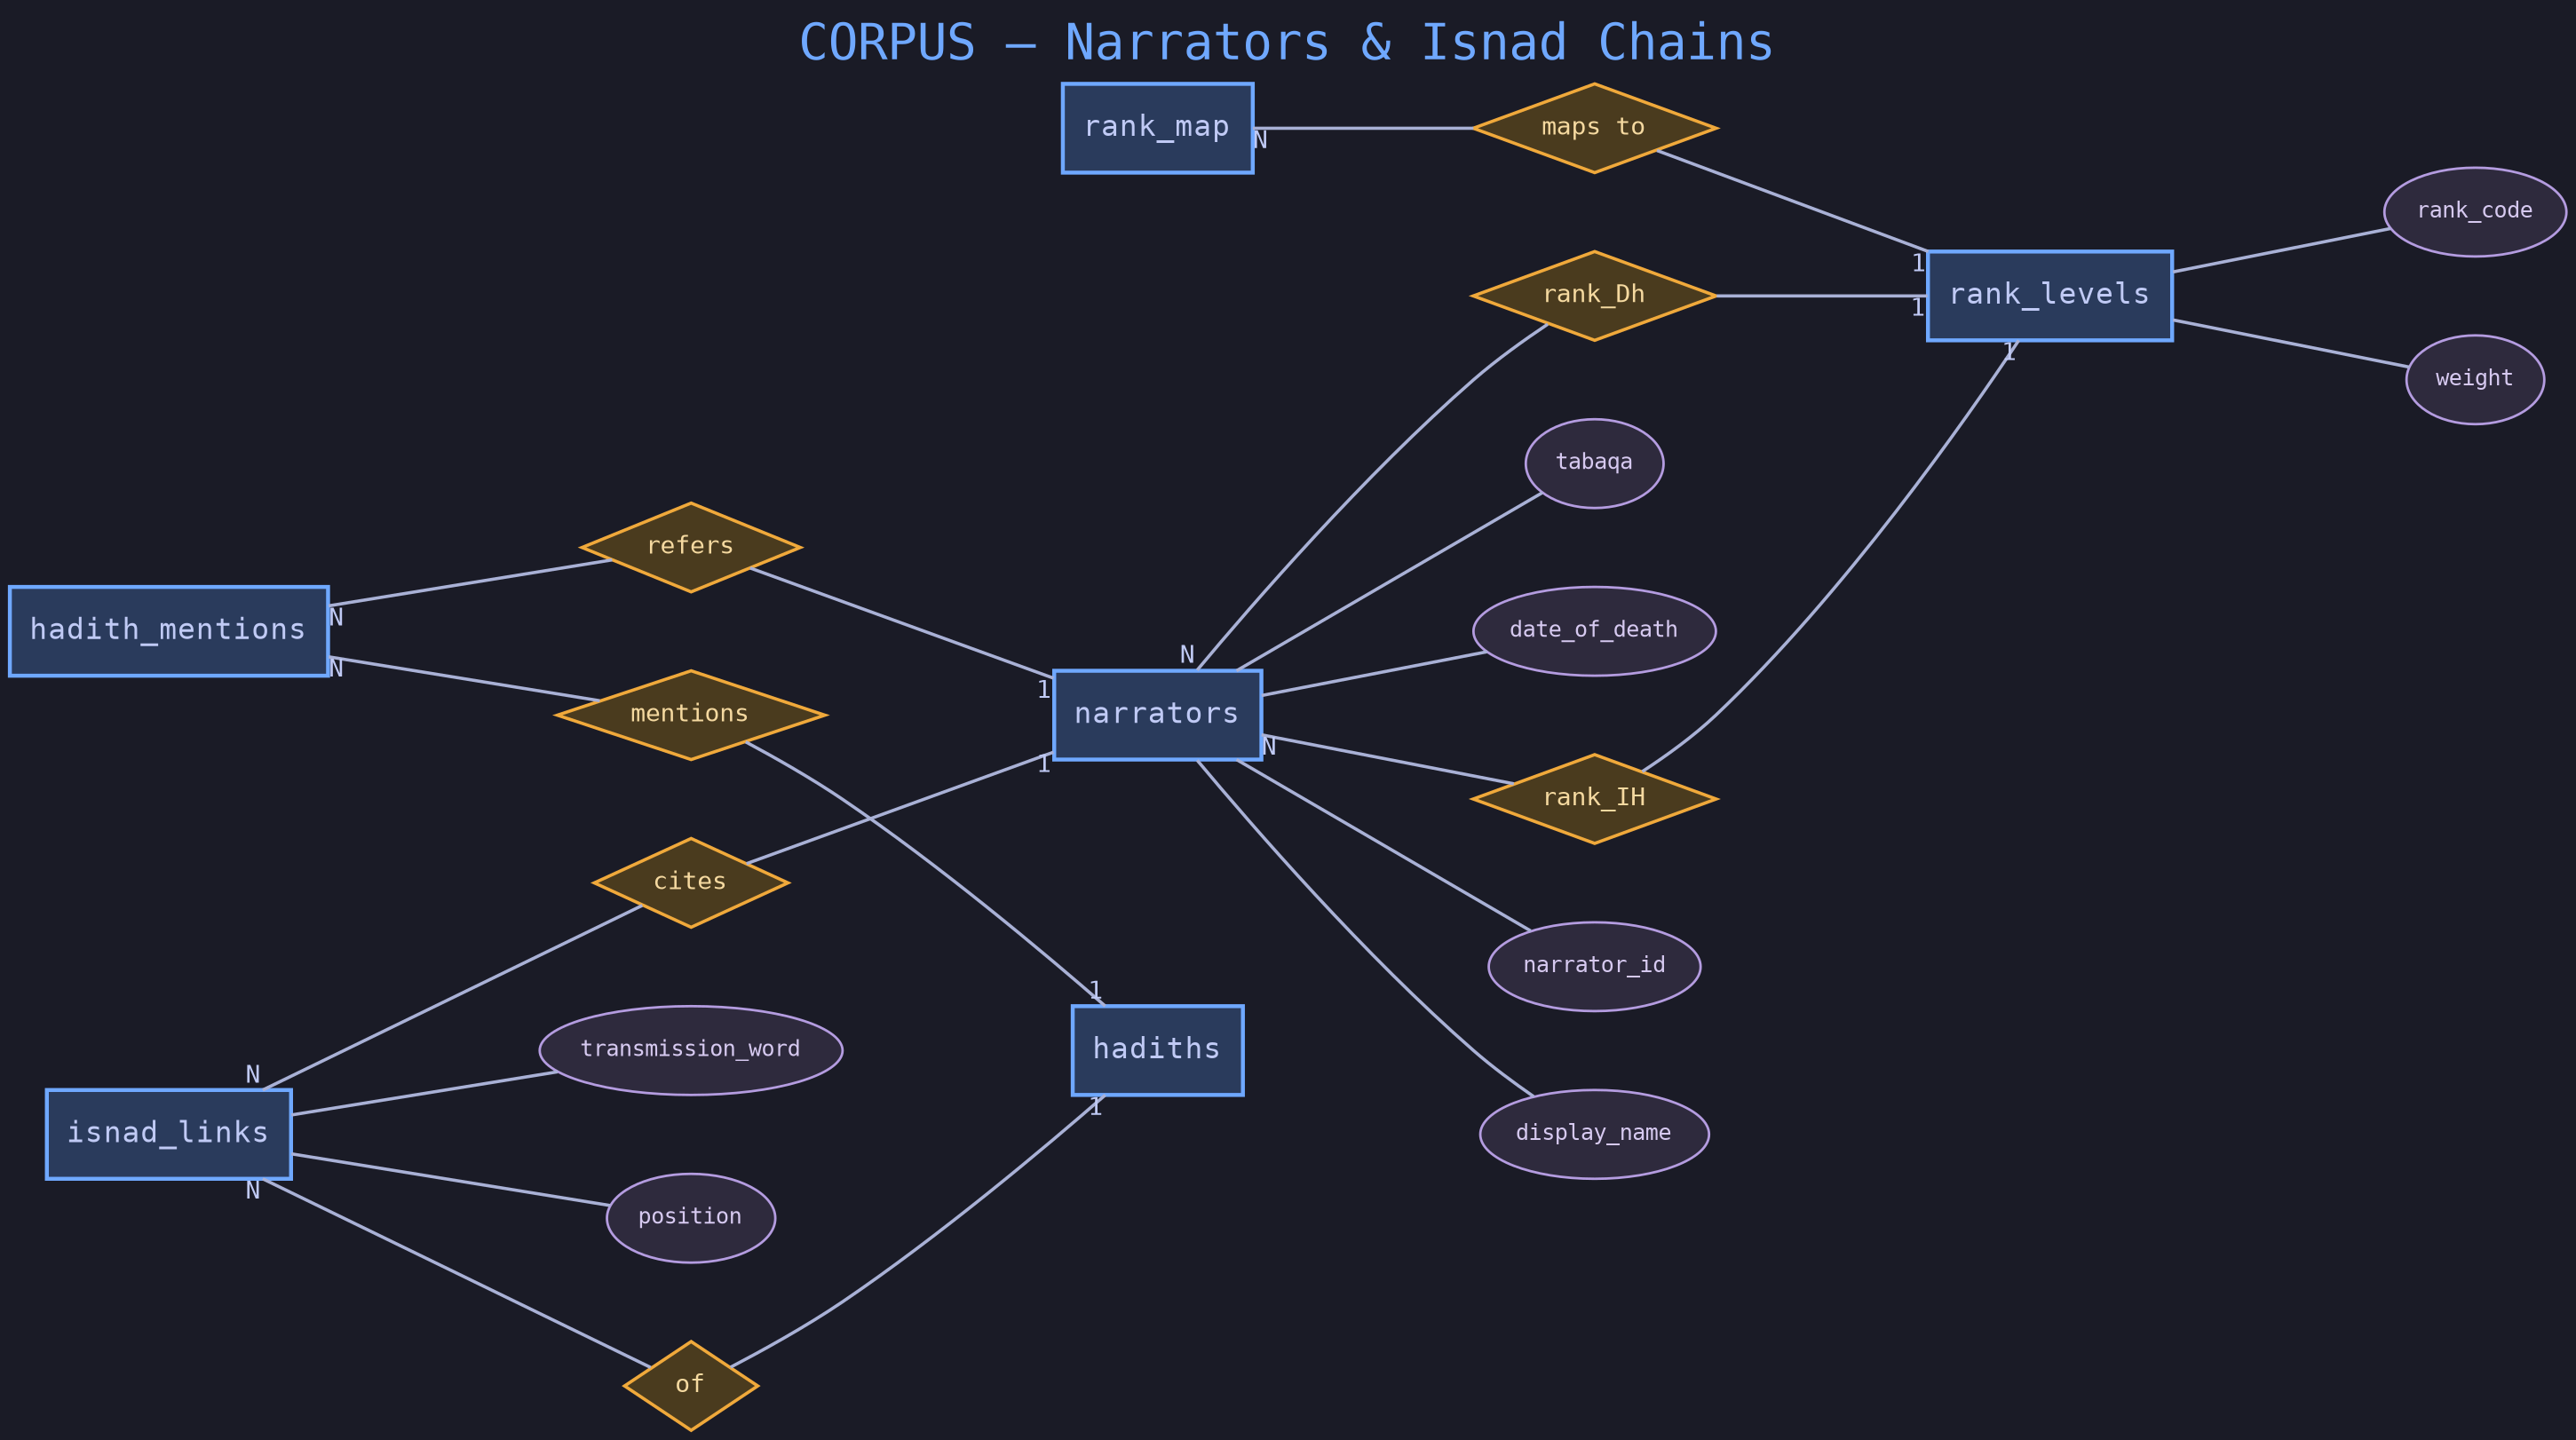 CORPUS — Narrators & Isnad Chains
rank_map
N
maps to
rank_code
1
rank_levels
rank_Dh
1
1
weight
tabaqa
refers
hadith_mentions
N
N
date_of_death
N
1
narrators
mentions
1
N
rank_IH
cites
narrator_id
1
transmission_word
hadiths
N
1
isnad_links
display_name
N
position
of